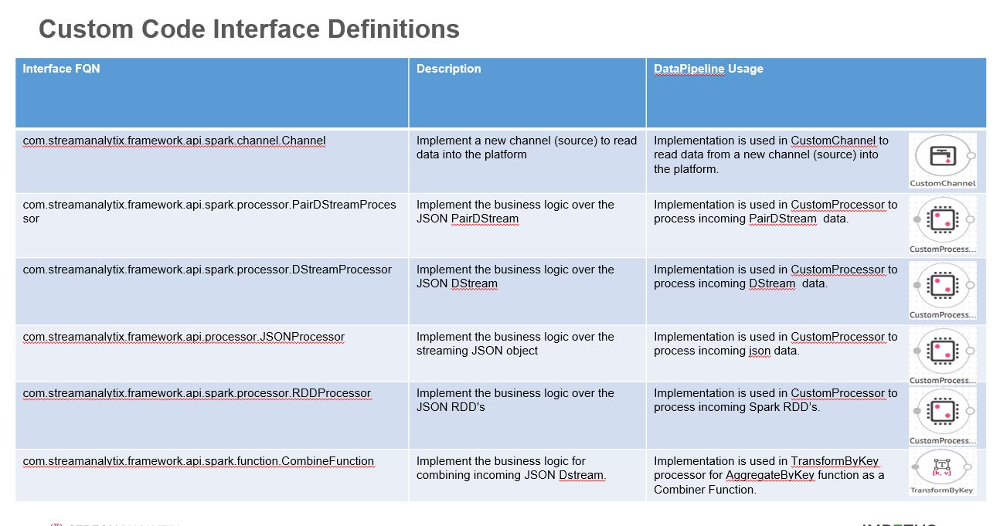 Custom Code Interface Definitions
Interface FQN
Description
DataPipeline Usage
com.streamanalytix.framework.api.spark.channel.Channel
Implement a new channel (source) to read
data into the platform
Implementation is used in CustomChannel to
read data from a new channel (source) into
the platform.
CustomChannel
com.streamanalytix.framework.api.spark.processor.PairDStreamProces
sor
Implement the business logic over the
JSON PairDStream
Implementation is used in CustomProcessor to
process incoming PairDStream  data.
CustomProcess...
com.streamanalytix.framework.api.spark.processor.DStreamProcessor
Implement the business logic over the
JSON DStream
Implementation is used in CustomProcessor to
process incoming DStream  data.
CustomProcess...
com.streamanalytix.framework.api.processor.JSONProcessor
Implement the business logic over the
streaming JSON object
Implementation is used in CustomProcessor to
process incoming json data.
CustomProcess...
com.streamanalytix.framework.api.spark.processor.RDDProcessor
Implement the business logic over the
JSON RDD's
Implementation is used in CustomProcessor to
process incoming Spark RDD’s.
CustomProcess...
com.streamanalytix.framework.api.spark.function.CombineFunction
Implement the business logic for
combining incoming JSON Dstream.
Implementation is used in TransformByKey
processor for AggregateByKey function as a
Combiner Function.
T
{k, v}
TransformByKey